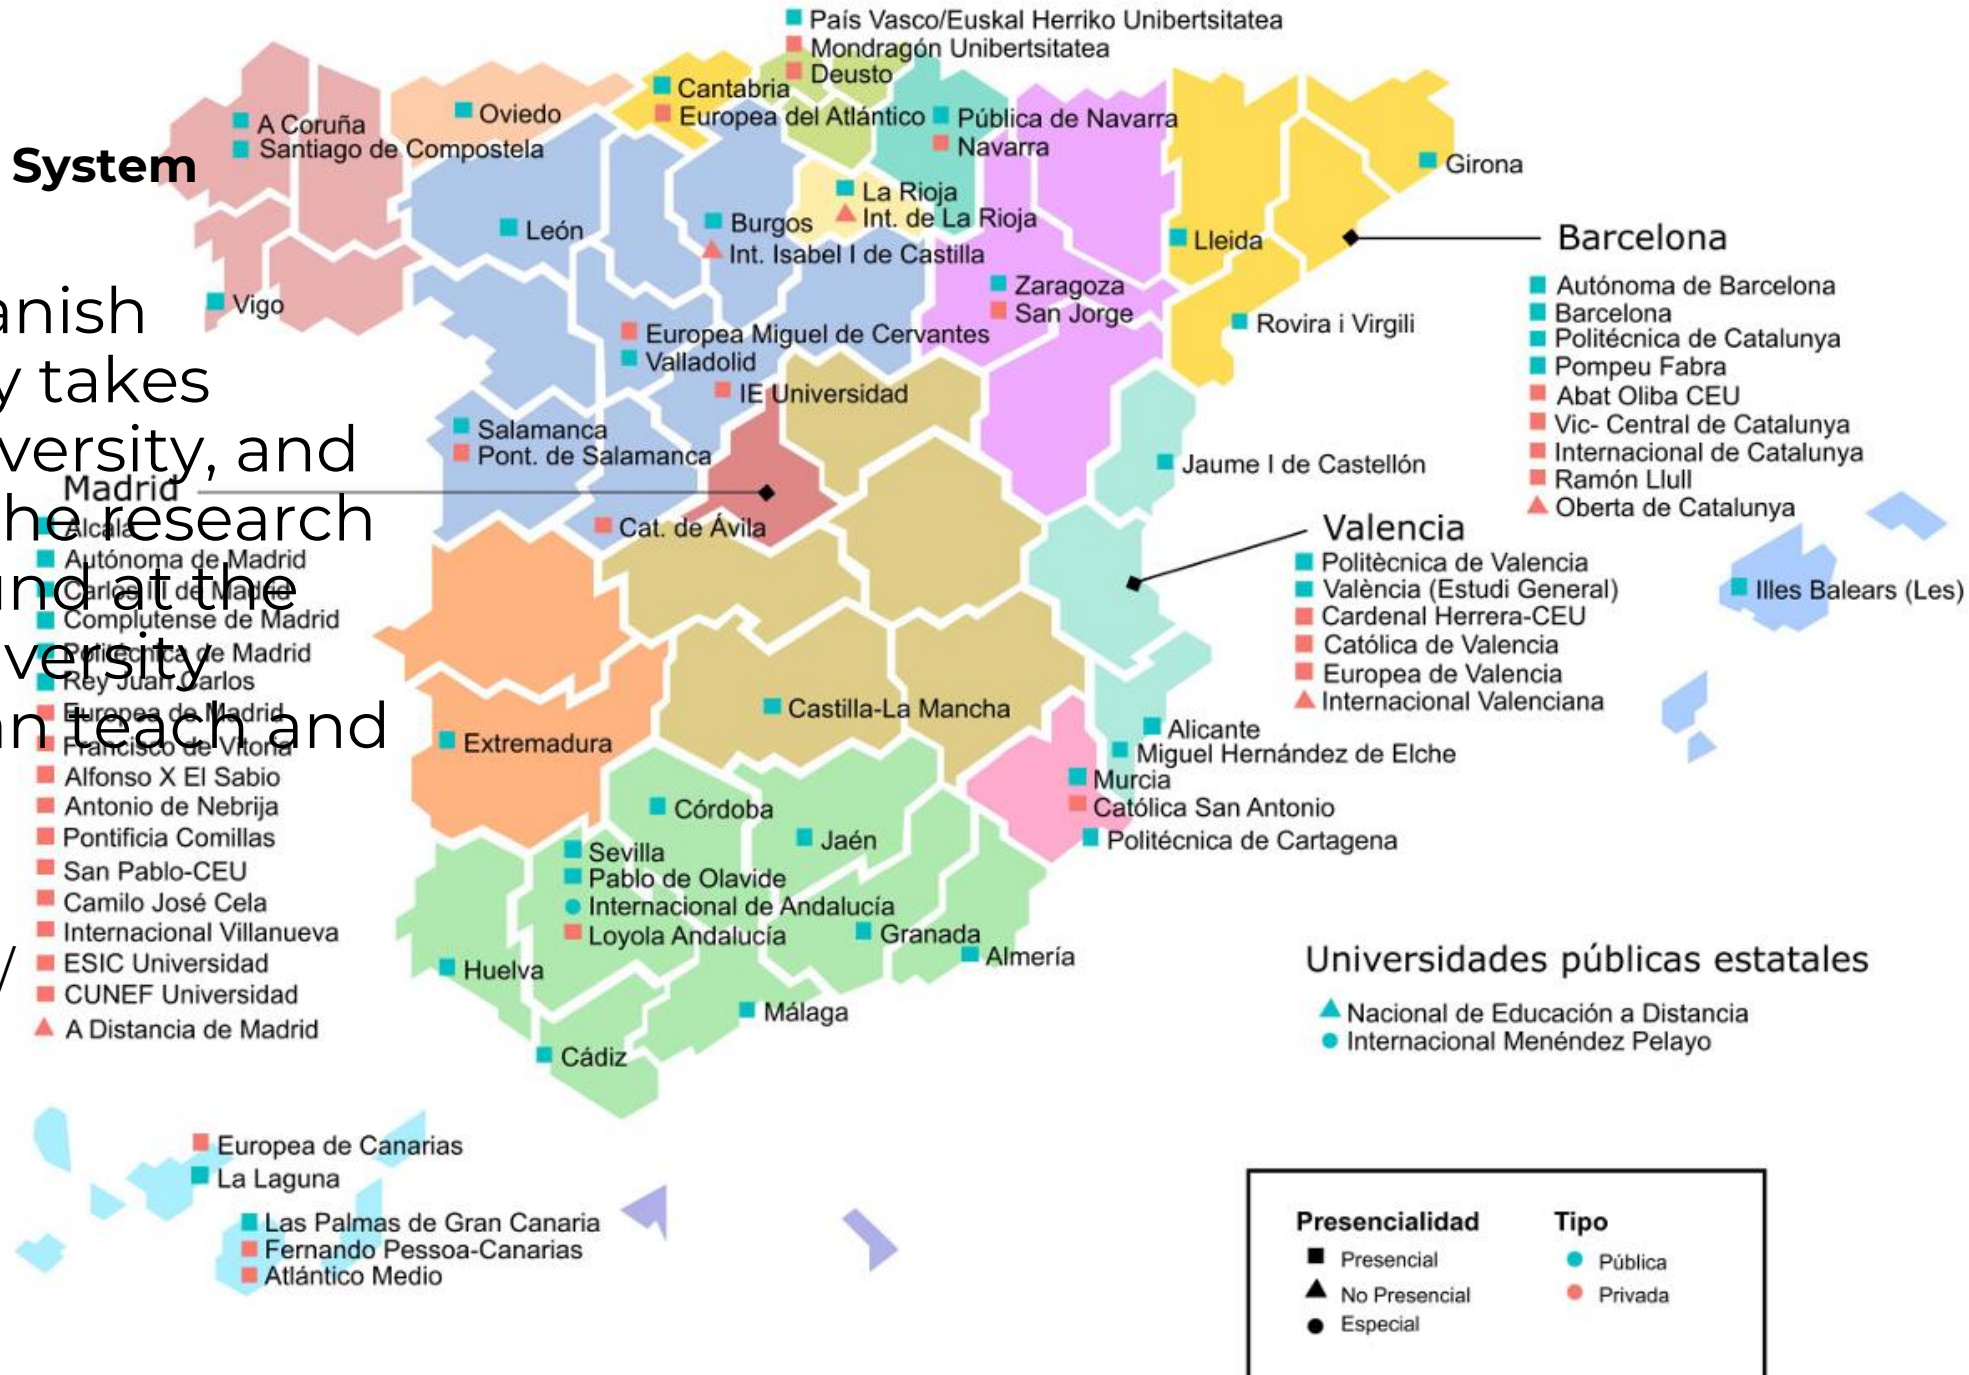 System
anish
y takes
versity, and
he research
und at the
versity
an teach and
/
País Vasco/Euskal Herriko Unibertsitatea
Mondragón Unibertsitatea
Deusto
Cantabria
Europea del Atlántico
Oviedo
A Coruña
Santiago de Compostela
Vigo
Pública de Navarra
Navarra
La Rioja
Int. de La Rioja
León
Burgos
Int. Isabel I de Castilla
Europea Miguel de Cervantes
Valladolid
IE Universidad
Salamanca
Pont. de Salamanca
Cat. de Ávila
Zaragoza
San Jorge
Lleida
Girona
Rovira i Virgili
Barcelona
Autónoma de Barcelona
Barcelona
Politécnica de Catalunya
Pompeu Fabra
Abat Oliba CEU
Vic- Central de Catalunya
Internacional de Catalunya
Ramón Llull
Oberta de Catalunya
Jaume I de Castellón
Valencia
Politècnica de Valencia
València (Estudi General)
Cardenal Herrera-CEU
Católica de Valencia
Europea de Valencia
Internacional Valenciana
Illes Balears (Les)
Madrid
Alcalá
Autónoma de Madrid
Carlos III de Madrid
Complutense de Madrid
Politécnica de Madrid
Rey Juan Carlos
Europea de Madrid
Francisco de Vitoria
Alfonso X El Sabio
Antonio de Nebrija
Pontificia Comillas
San Pablo-CEU
Camilo José Cela
Internacional Villanueva
ESIC Universidad
CUNEF Universidad
A Distancia de Madrid
Extremadura
Castilla-La Mancha
Alicante
Miguel Hernández de Elche
Murcia
Católica San Antonio
Politécnica de Cartagena
Córdoba
Jaén
Sevilla
Pablo de Olavide
Internacional de Andalucía
Loyola Andalucía
Granada
Almería
Huelva
Málaga
Cádiz
Universidades públicas estatales
Nacional de Educación a Distancia
Internacional Menéndez Pelayo
Europea de Canarias
La Laguna
Las Palmas de Gran Canaria
Fernando Pessoa-Canarias
Atlántico Medio
Presencialidad
Presencial
No Presencial
Especial
Tipo
Pública
Privada